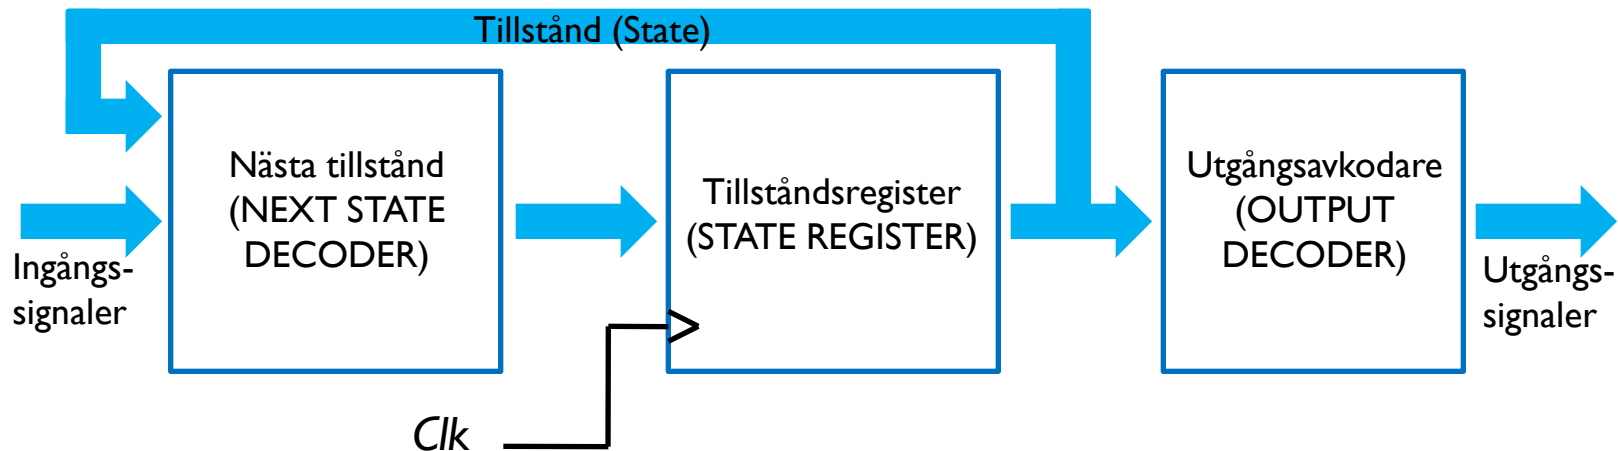 Tillstånd (State)
Nästa tillstånd
(NEXT STATE
DECODER)
Tillståndsregister
(STATE REGISTER)
Utgångsavkodare
(OUTPUT
DECODER)
Ingångs-
signaler
Utgångs-
signaler
Clk